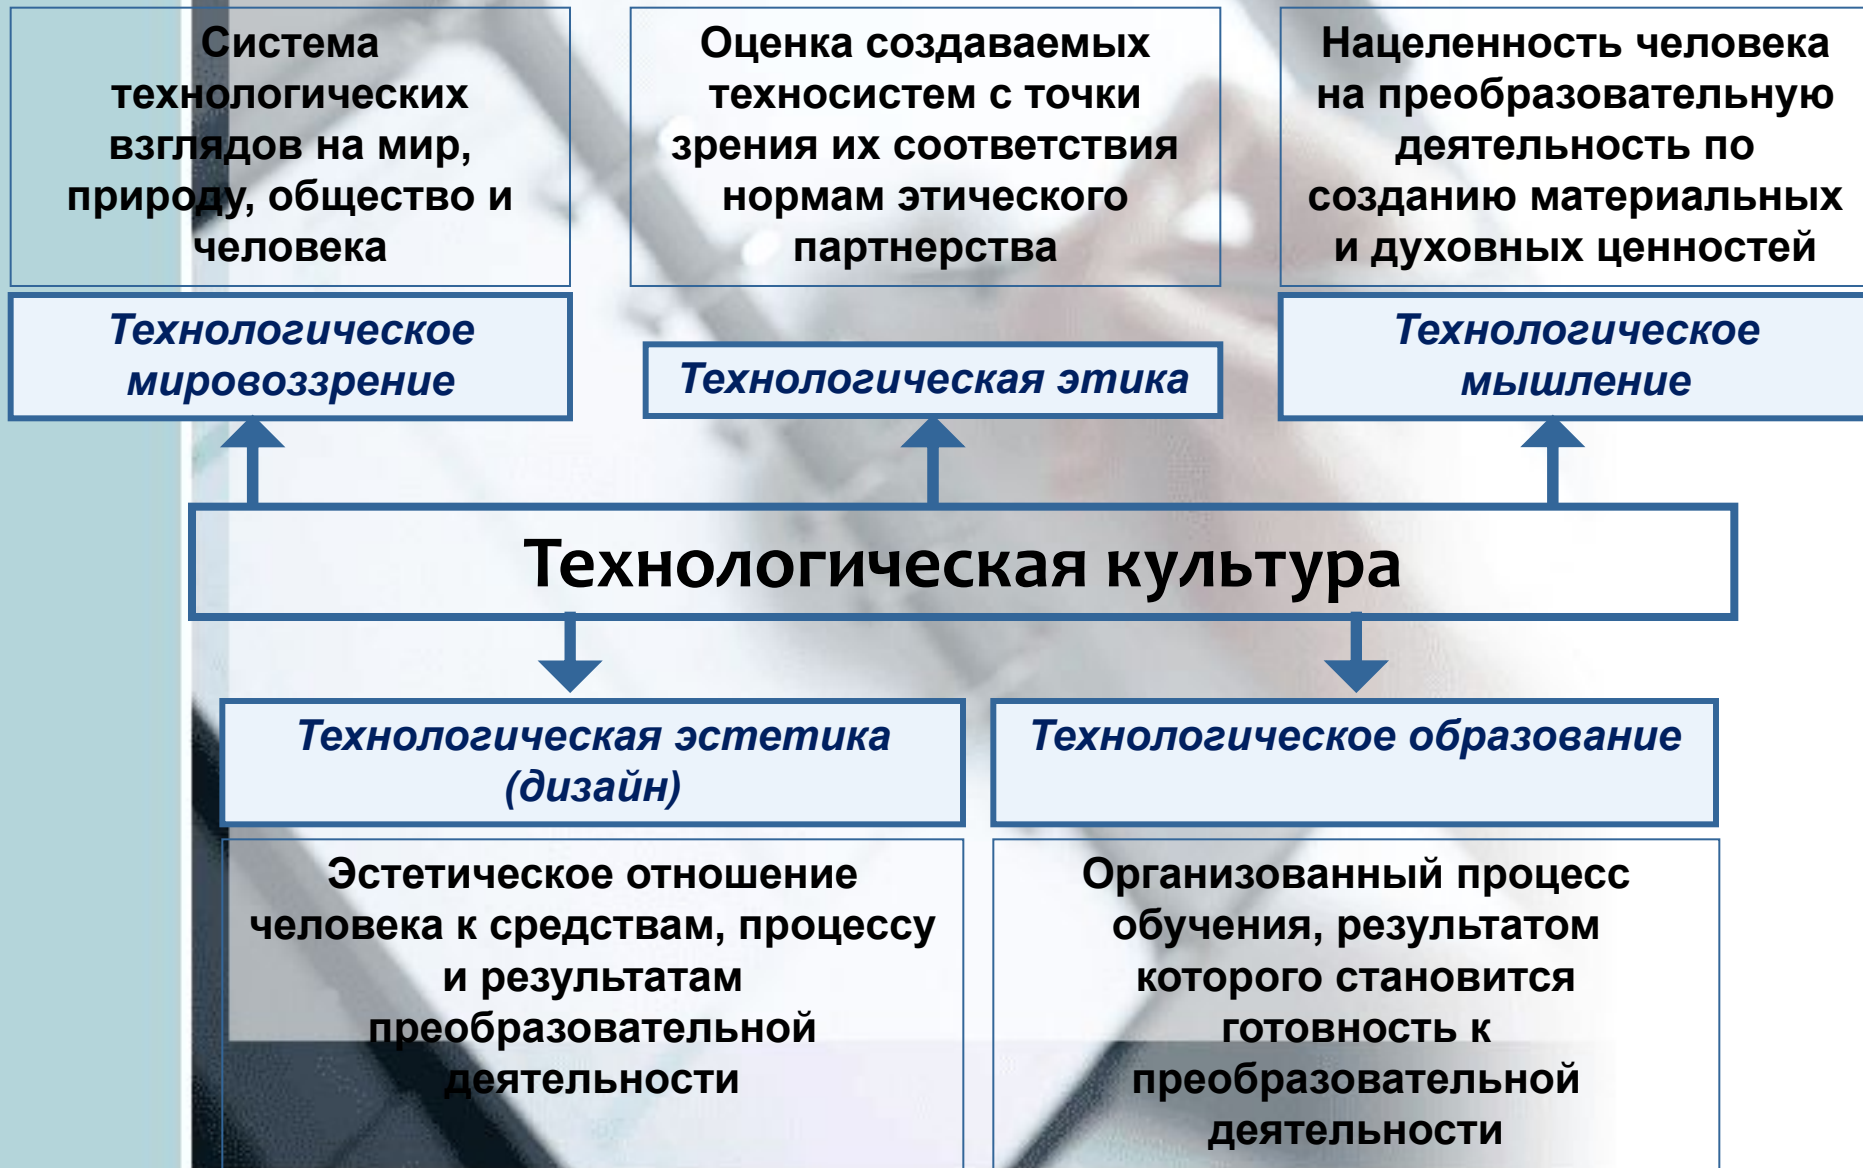 Система
технологических
взглядов на мир,
природу, общество и
человека
Оценка создаваемых
техносистем с точки
зрения их соответствия
нормам этического
партнерства
Нацеленность человека
на преобразовательную
деятельность по
созданию материальных
и духовных ценностей
Технологическое
мировоззрение
Технологическая этика
Технологическое
мышление
Технологическая культура
Технологическая эстетика
(дизайн)
Технологическое образование
Эстетическое отношение
человека к средствам, процессу
и результатам
преобразовательной
деятельности
Организованный процесс
обучения, результатом
которого становится
готовность к
преобразовательной
деятельности